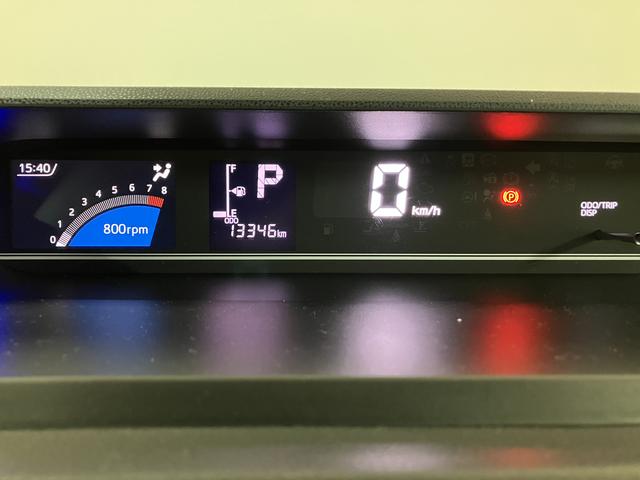 15:40
0 1 2 3 4 5 6 7 8
800rpm
F
P
E
ODO
13346km
0 km/h
P
ODO/TRIP
DISP